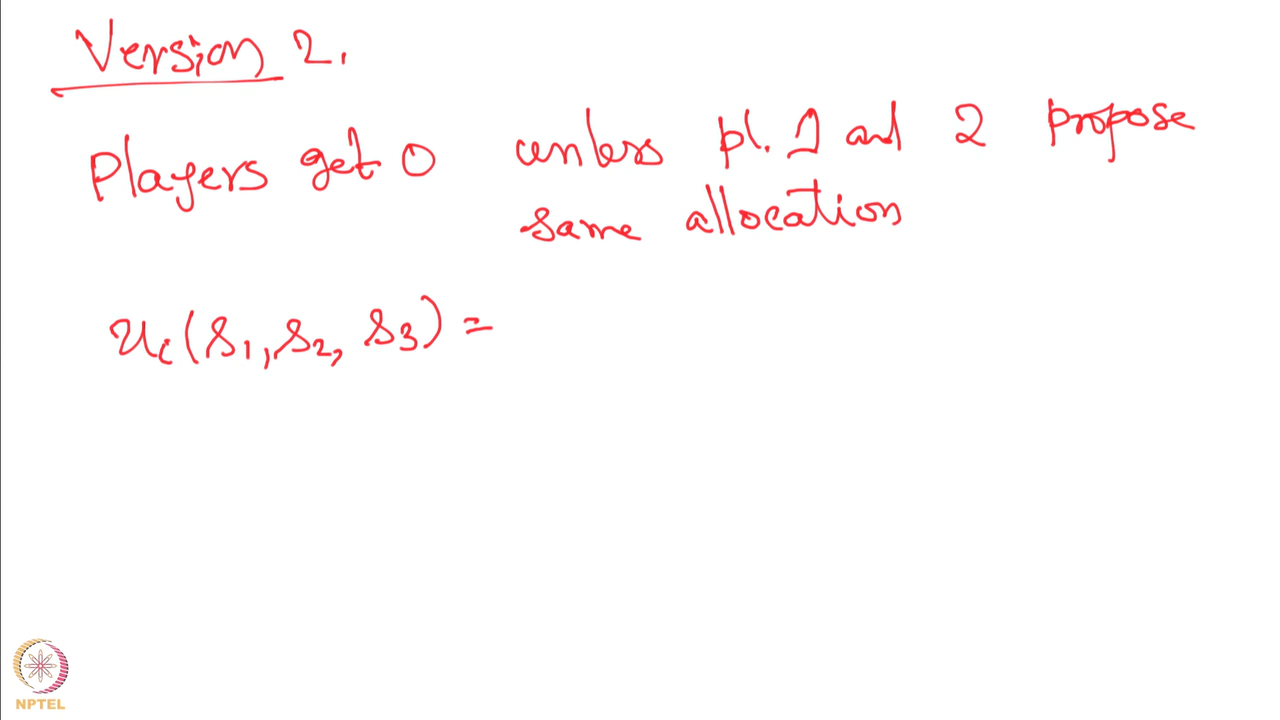 Version 2.
Players get 0 unless pl. 1 and 2 propose
same allocation
u_i(s_1, s_2, s_3) =
NPTEL